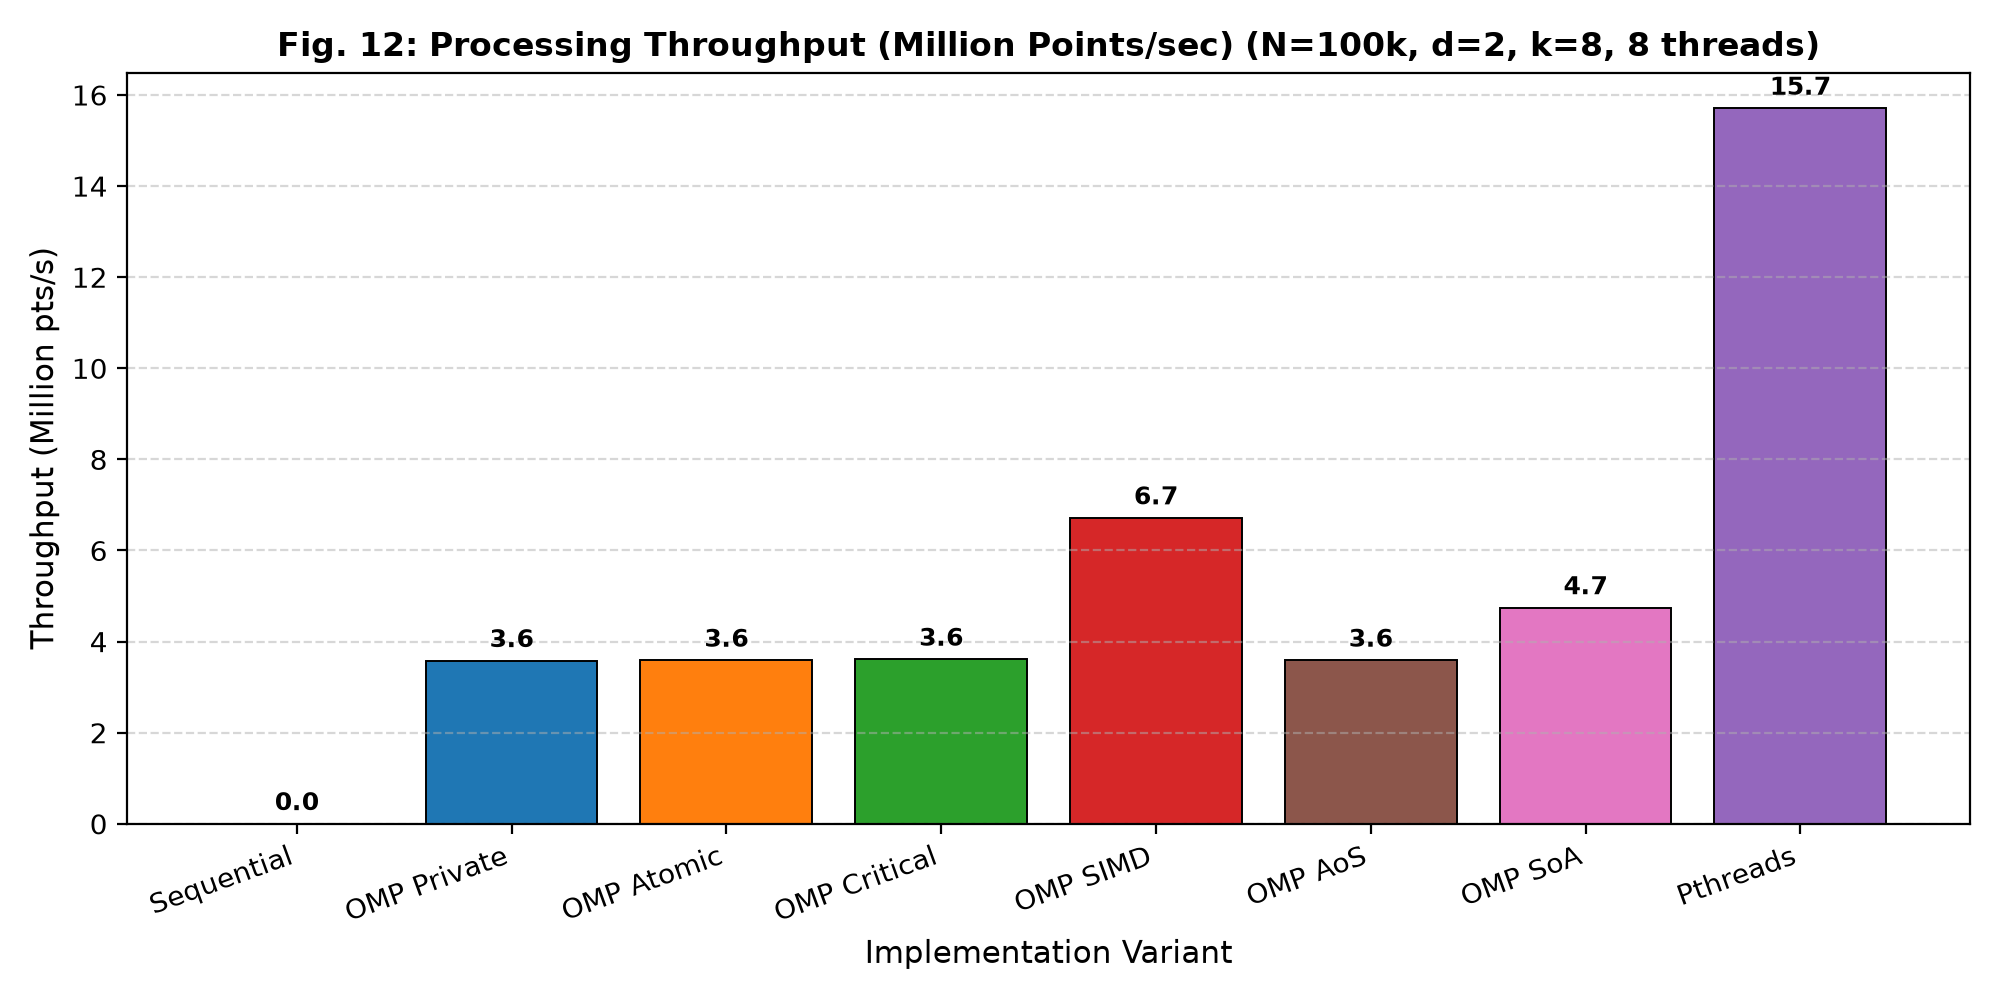 Fig. 12: Processing Throughput (Million Points/sec) (N=100k, d=2, k=8, 8 threads)
Throughput (Million pts/s)
16
14
12
10
8
6
4
2
0
0.0
3.6
3.6
3.6
6.7
3.6
4.7
15.7
Sequential
OMP Private
OMP Atomic
OMP Critical
OMP SIMD
OMP AoS
OMP SoA
Pthreads
Implementation Variant